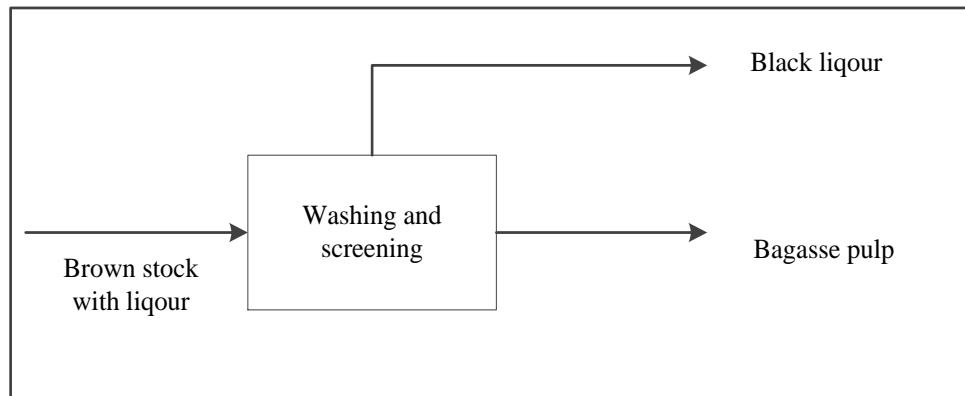 Black liqour
Washing and
screening
Brown stock
with liqour
Bagasse pulp